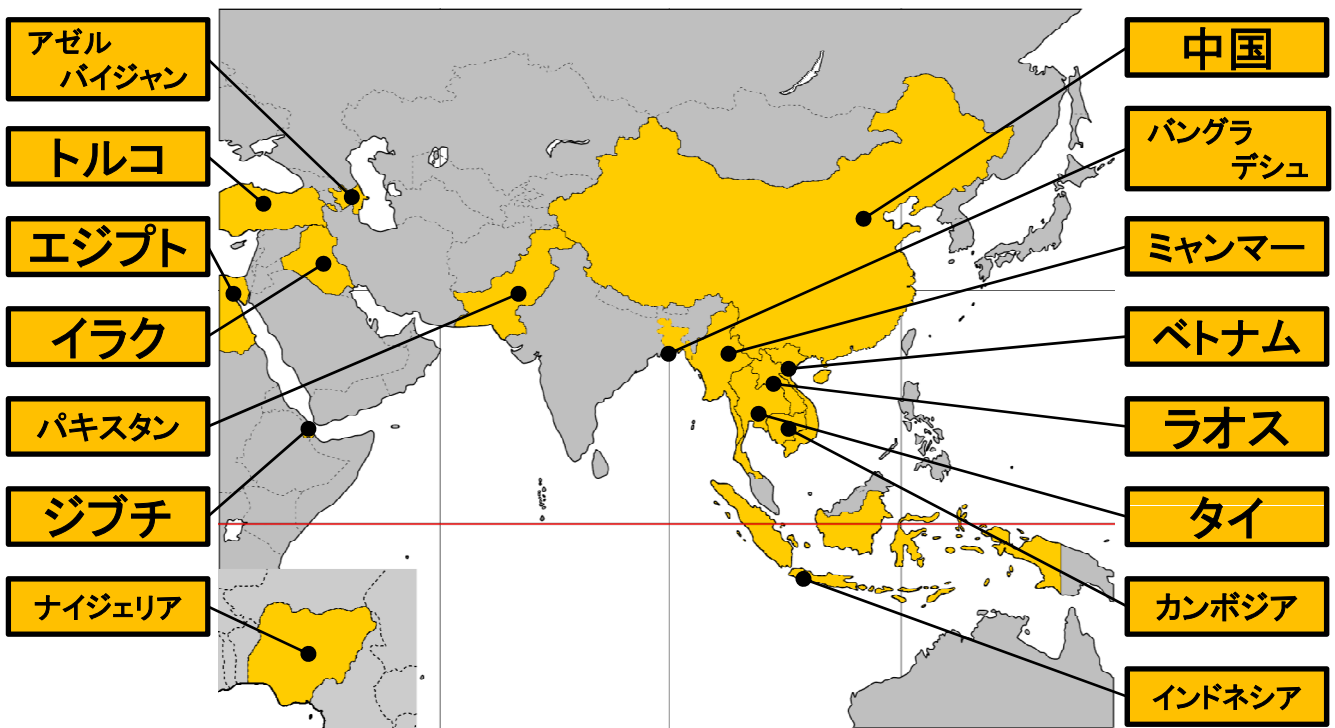 アゼル
バイジャン
トルコ
エジプト
イラク
パキスタン
ジブチ
ナイジェリア
中国
バングラ
デシュ
ミャンマー
ベトナム
ラオス
タイ
カンボジア
インドネシア